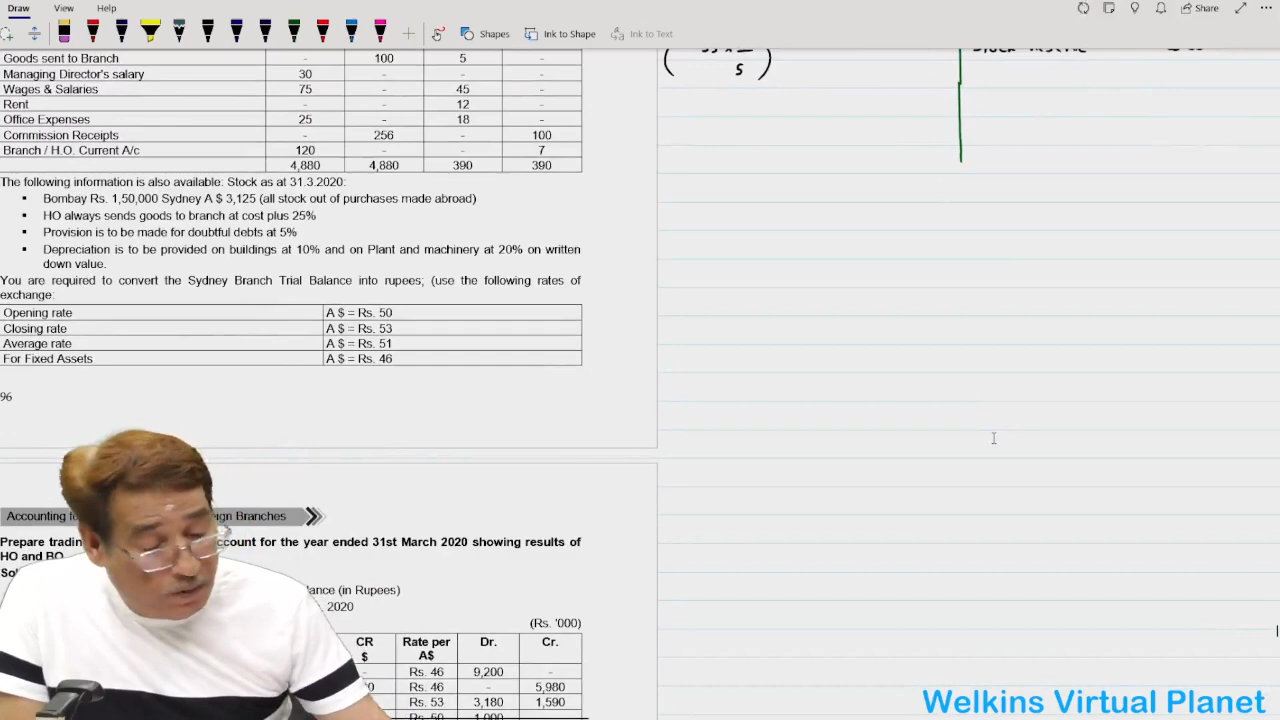 Draw View Help
Shapes Ink to Shape Ink to Text Share
Goods sent to Branch - 100 5 -
Managing Director's salary 30 - - -
Wages & Salaries 75 - 45 -
Rent - - 12 -
Office Expenses 25 - 18 -
Commission Receipts - 256 - 100
Branch / H.O. Current A/c 120 - - 7
4,880 4,880 390 390
The following information is also available: Stock as at 31.3.2020:
▪ Bombay Rs. 1,50,000 Sydney A $ 3,125 (all stock out of purchases made abroad)
▪ HO always sends goods to branch at cost plus 25%
▪ Provision is to be made for doubtful debts at 5%
▪ Depreciation is to be provided on buildings at 10% and on Plant and machinery at 20% on written
down value.
You are required to convert the Sydney Branch Trial Balance into rupees; (use the following rates of
exchange:
Opening rate A $ = Rs. 50
Closing rate A $ = Rs. 53
Average rate A $ = Rs. 51
For Fixed Assets A $ = Rs. 46
96
5
Accounting fo ign Branches
Prepare trading count for the year ended 31st March 2020 showing results of
HO and BO
lance (in Rupees)
2020
(Rs. '000)
CR Rate per Dr. Cr.
$ A$
- Rs. 46 9,200 -
0 Rs. 46 - 5,980
Rs. 53 3,180 1,590
Rs. 50 1,000
Welkins Virtual Planet